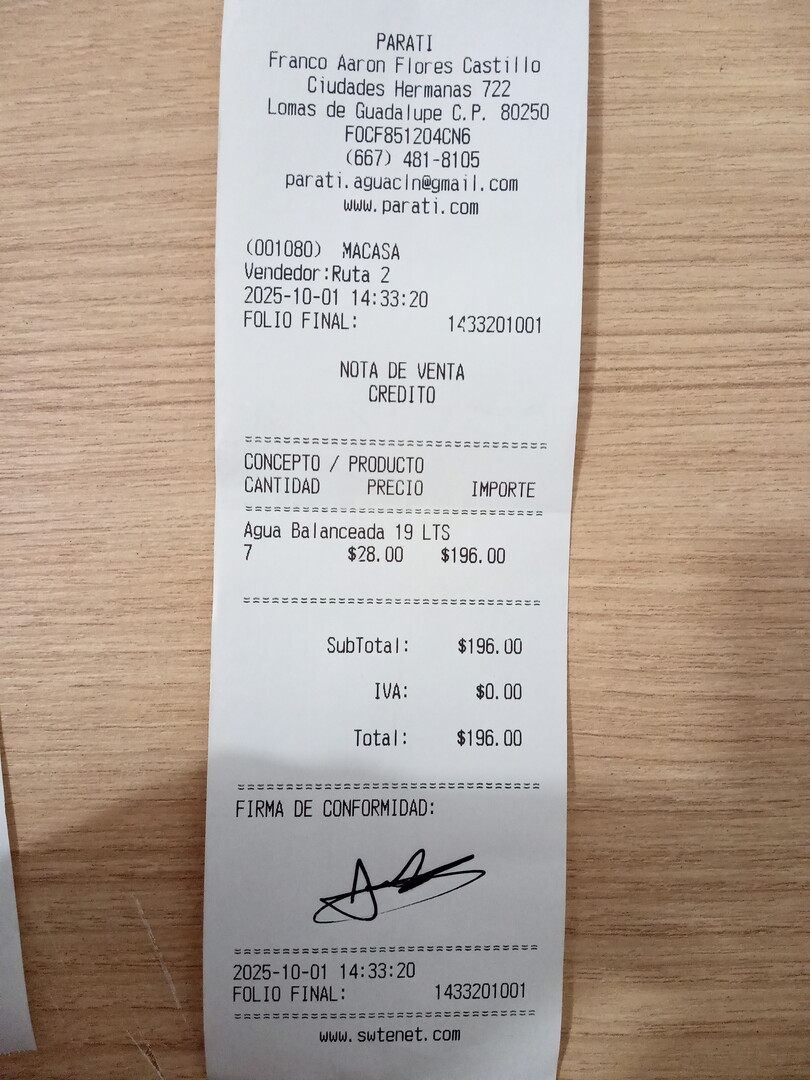 PARATI
Franco Aaron Flores Castillo
Ciudades Hermanas 722
Lomas de Guadalupe C.P. 80250
FOCF851204CN6
(667) 481-8105
parati.aguacln@gmail.com
www.parati.com
(001080) MACASA
Vendedor:Ruta 2
2025-10-01 14:33:20
FOLIO FINAL: 1433201001
NOTA DE VENTA
CREDITO
================================
CONCEPTO / PRODUCTO
CANTIDAD PRECIO IMPORTE
================================
Agua Balanceada 19 LTS
7 $28.00 $196.00
================================
SubTotal: $196.00
IVA: $0.00
Total: $196.00
================================
FIRMA DE CONFORMIDAD:
================================
2025-10-01 14:33:20
FOLIO FINAL: 1433201001
================================
www.swtenet.com